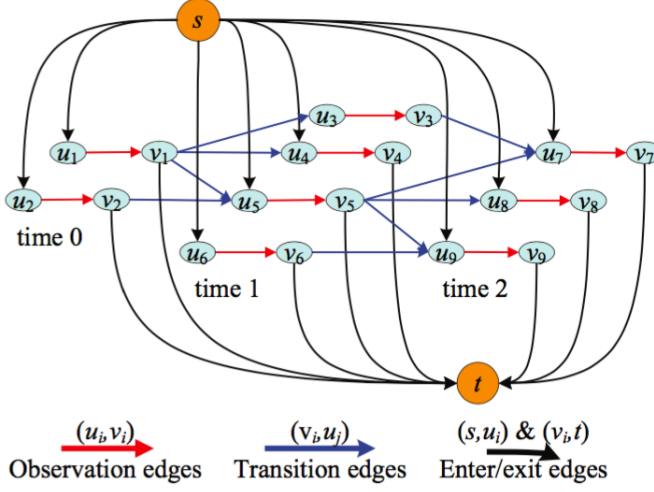 s
u₃ v₃
u₁ v₁ u₄ v₄ u₇ v₇
u₂ v₂ u₅ v₅ u₈ v₈
time 0
u₆ v₆ u₉ v₉
time 1 time 2
t
(uᵢ,vᵢ) (vᵢ,uⱼ) (s,uᵢ) & (vᵢ,t)
Observation edges Transition edges Enter/exit edges